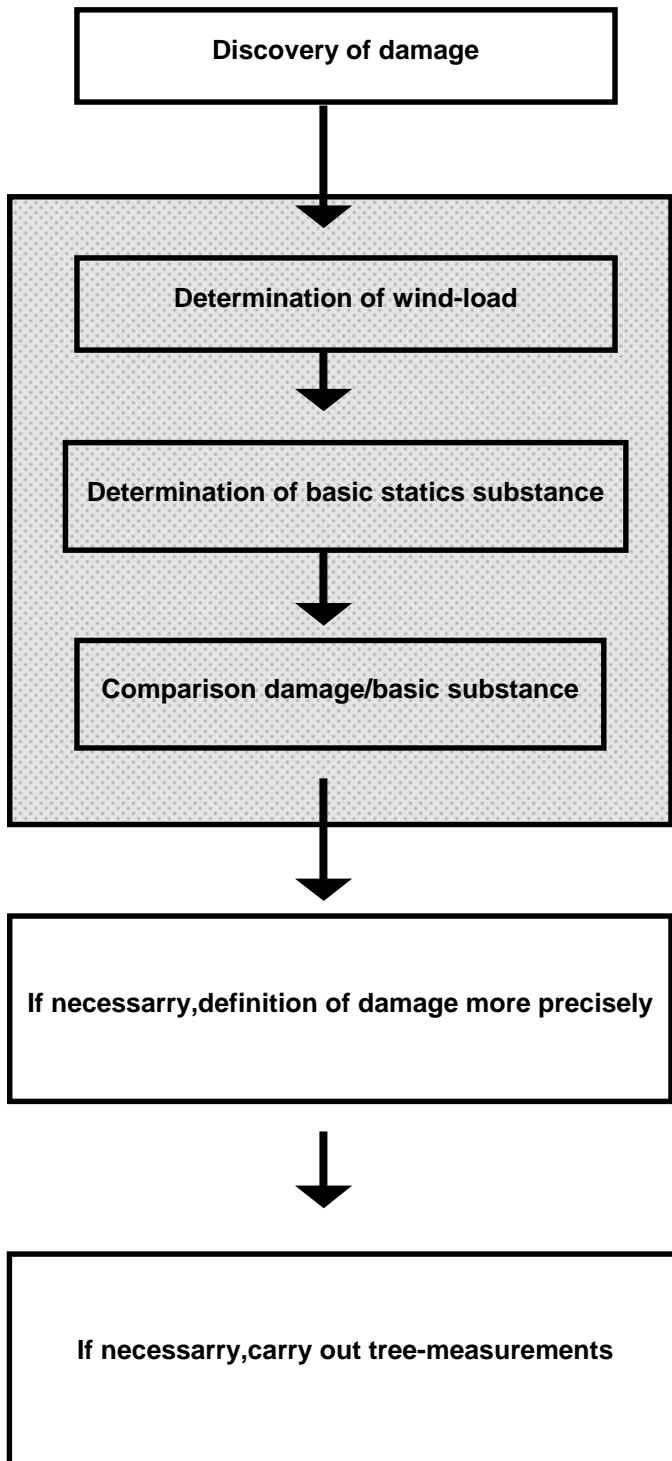 Discovery of damage
Determination of wind-load
Determination of basic statics substance
Comparison damage/basic substance
If necessarry,definition of damage more precisely
If necessarry,carry out tree-measurements